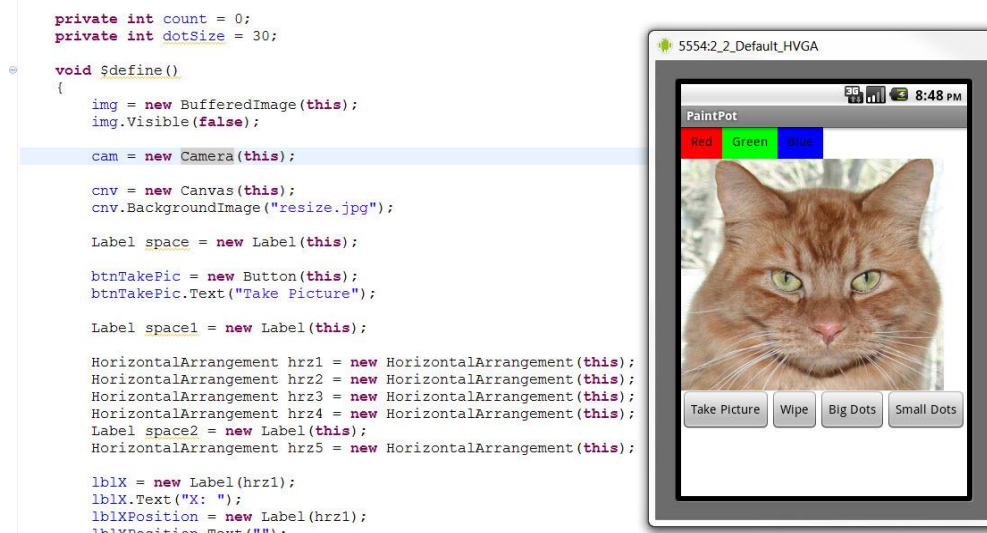 private int count = 0;
private int dotSize = 30;
void $define()
{
img = new BufferedImage(this);
img.Visible(false);
cam = new Camera(this);
cnv = new Canvas(this);
cnv.BackgroundImage("resize.jpg");
Label space = new Label(this);
btnTakePic = new Button(this);
btnTakePic.Text("Take Picture");
Label space1 = new Label(this);
HorizontalArrangement hrz1 = new HorizontalArrangement(this);
HorizontalArrangement hrz2 = new HorizontalArrangement(this);
HorizontalArrangement hrz3 = new HorizontalArrangement(this);
HorizontalArrangement hrz4 = new HorizontalArrangement(this);
Label space2 = new Label(this);
HorizontalArrangement hrz5 = new HorizontalArrangement(this);
lblX = new Label(hrz1);
lblX.Text("X: ");
lblXPosition = new Label(hrz1);
lblXPosition.Text("");
5554:2_2_Default_HVGA
3G 8:48 PM
PaintPot
Red Green Blue
Take Picture Wipe Big Dots Small Dots